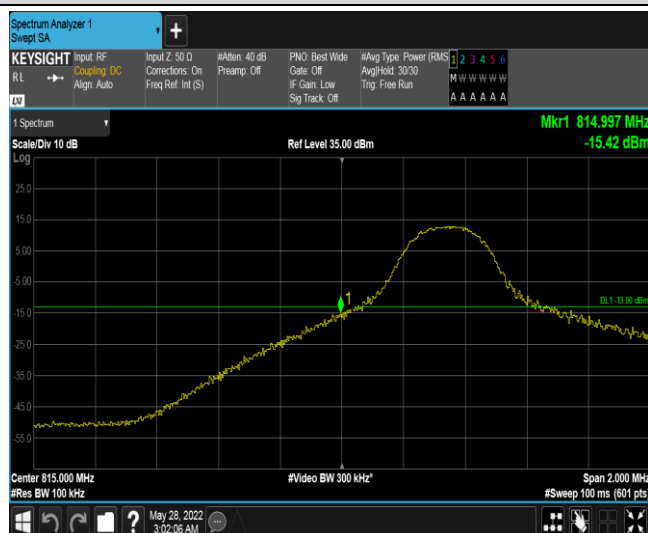 Spectrum Analyzer 1
Swept SA
+
KEYSIGHT
RL
LXI
Input: RF
Coupling: DC
Align: Auto
Input Z: 50 Ω
Corrections: On
Freq Ref: Int (S)
#Atten: 40 dB
Preamp: Off
PNO: Best Wide
Gate: Off
IF Gain: Low
Sig Track: Off
#Avg Type: Power (RMS
Avg|Hold: 30/30
Trig: Free Run
1 2 3 4 5 6
M W W W W W
A A A A A A
1 Spectrum
Mkr1 814.997 MHz
Scale/Div 10 dB
Ref Level 35.00 dBm
-15.42 dBm
Log
25.0
15.0
5.00
-5.00
1
DL1 -13.00 dBm
-15.0
-25.0
-35.0
-45.0
-55.0
Center 815.000 MHz
#Video BW 300 kHz*
Span 2.000 MHz
#Res BW 100 kHz
#Sweep 100 ms (601 pts)
?
May 28, 2022
3:02:06 AM